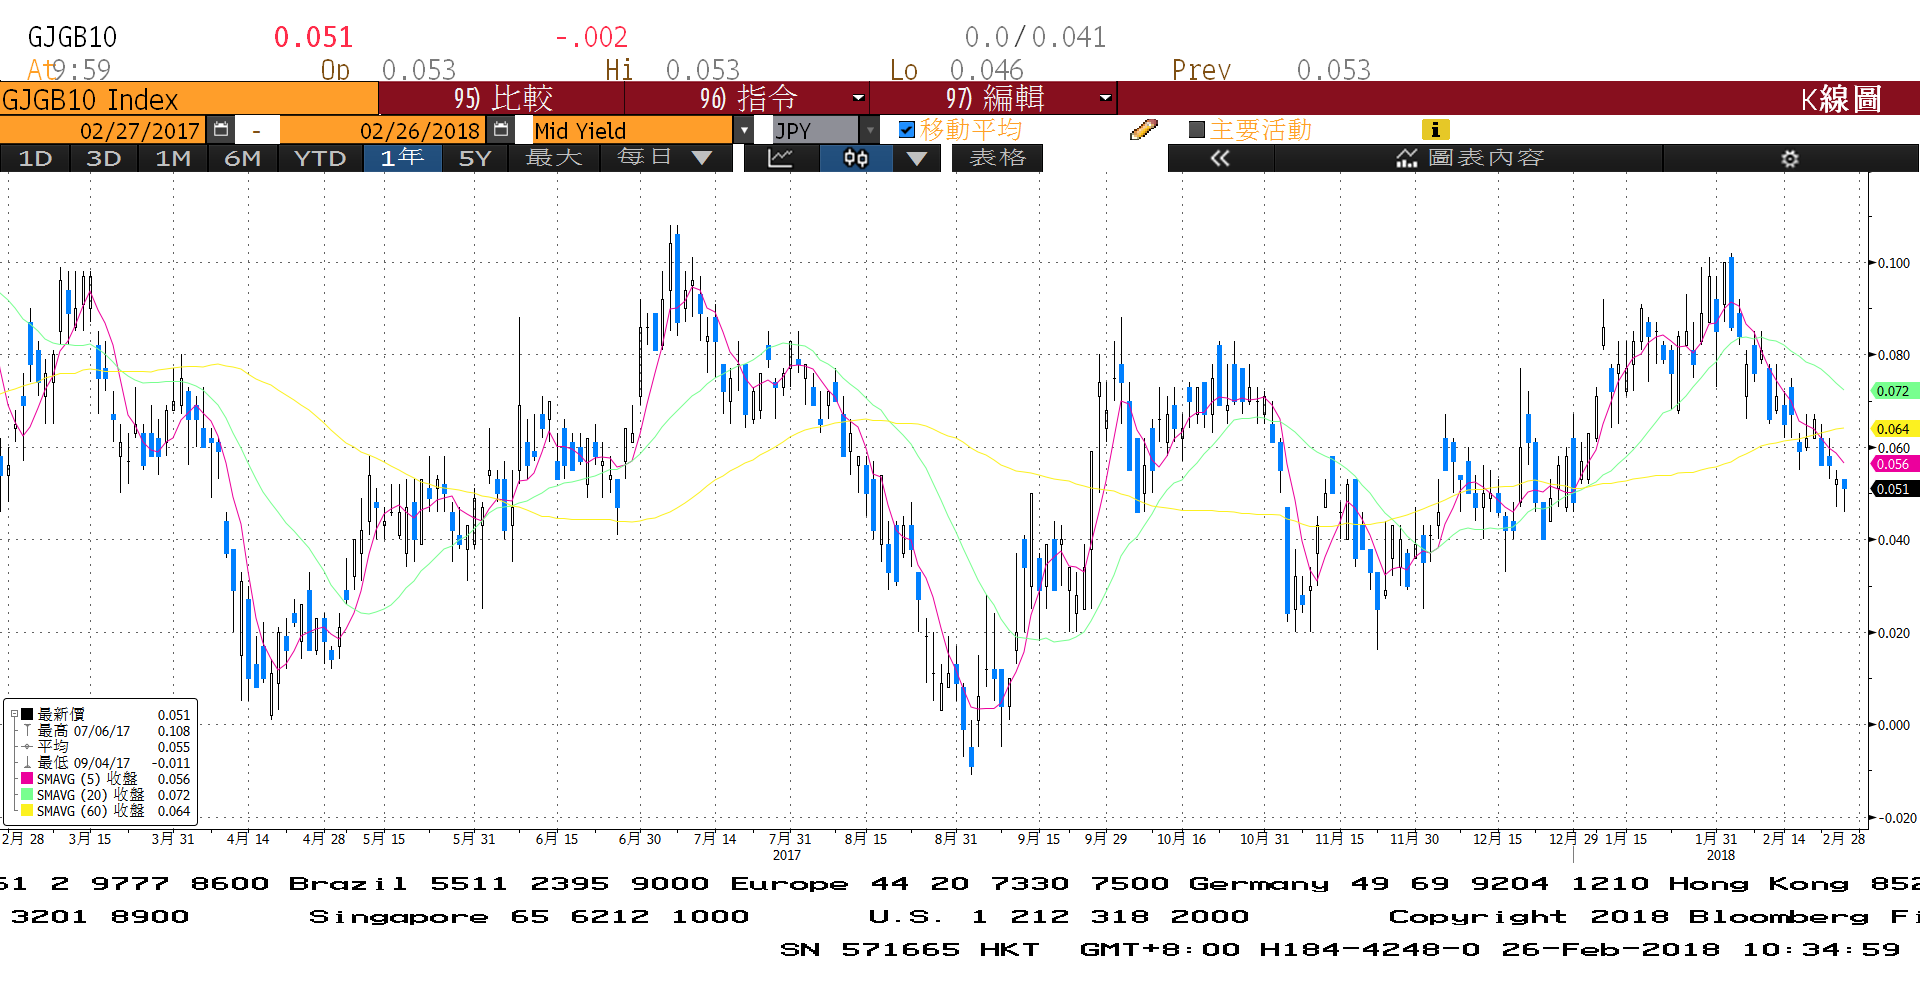 GJGB10 0.051 -.002 0.0/0.041
At 9:59 Op 0.053 Hi 0.053 Lo 0.046 Prev 0.053
GJGB10 Index 95) 比較 96) 指令 97) 編輯 K線圖
02/27/2017 - 02/26/2018 Mid Yield JPY 移動平均 主要活動
1D 3D 1M 6M YTD 1年 5Y 最大 每日 表格 « 圖表內容
0.100
0.080
0.072
0.064
0.060
0.056
0.051
0.040
0.020
0.000
-0.020
最新價 0.051
最高 07/06/17 0.108
平均 0.055
最低 09/04/17 -0.011
SMAVG (5) 收盤 0.056
SMAVG (20) 收盤 0.072
SMAVG (60) 收盤 0.064
2月 28 3月 15 3月 31 4月 14 4月 28 5月 15 5月 31 6月 15 6月 30 7月 14 7月 31 8月 15 8月 31 9月 15 9月 29 10月 16 10月 31 11月 15 11月 30 12月 15 12月 29 1月 15 1月 31 2月 14 2月 28
2017 2018
61 2 9777 8600 Brazil 5511 2395 9000 Europe 44 20 7330 7500 Germany 49 69 9204 1210 Hong Kong 852
3201 8900 Singapore 65 6212 1000 U.S. 1 212 318 2000 Copyright 2018 Bloomberg Fi
SN 571665 HKT GMT+8:00 H184-4248-0 26-Feb-2018 10:34:59